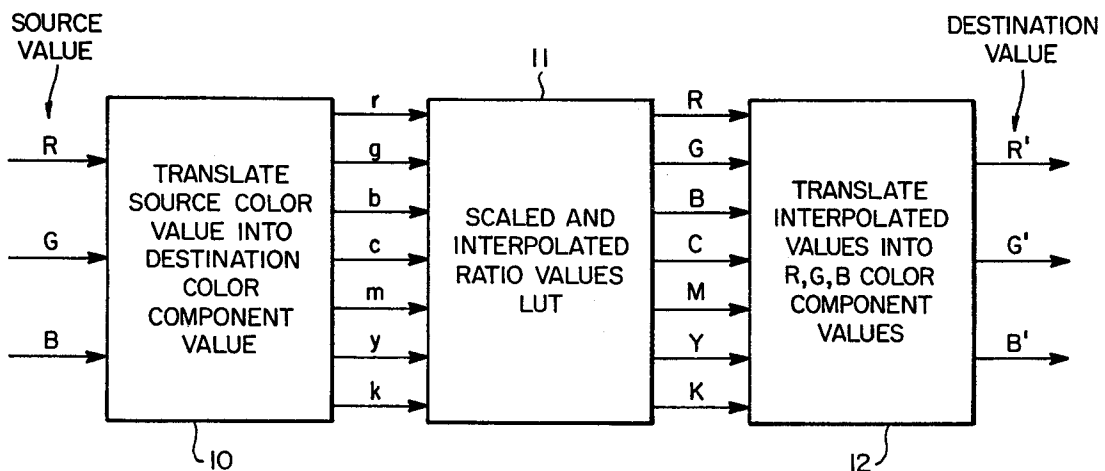 SOURCE
VALUE
R
G
B
TRANSLATE
SOURCE COLOR
VALUE INTO
DESTINATION
COLOR
COMPONENT
VALUE
10
r
g
b
c
m
y
k
11
SCALED AND
INTERPOLATED
RATIO VALUES
LUT
R
G
B
C
M
Y
K
TRANSLATE
INTERPOLATED
VALUES INTO
R,G,B COLOR
COMPONENT
VALUES
12
DESTINATION
VALUE
R'
G'
B'